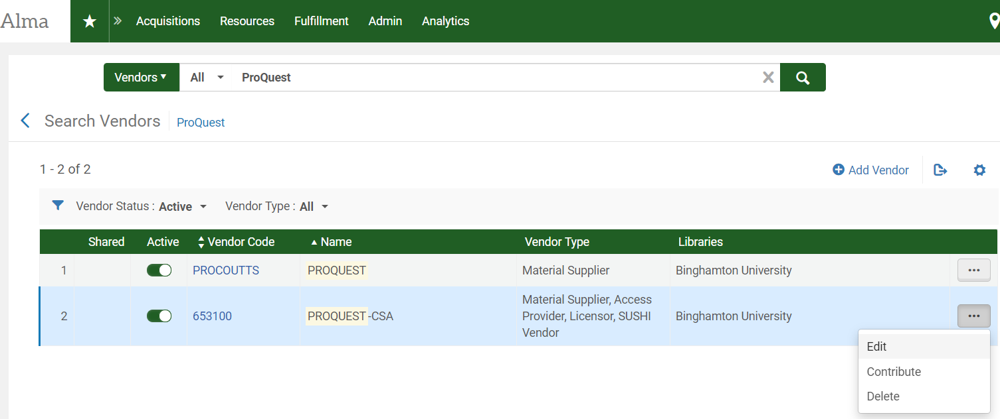 Alma
Acquisitions Resources Fulfillment Admin Analytics
Vendors All ProQuest
Search Vendors ProQuest
1 - 2 of 2
Add Vendor
Vendor Status : Active Vendor Type : All
Shared Active Vendor Code Name Vendor Type Libraries
1 PROCOUTTS PROQUEST Material Supplier Binghamton University
2 653100 PROQUEST-CSA Material Supplier, Access Provider, Licensor, SUSHI Vendor Binghamton University
Edit
Contribute
Delete